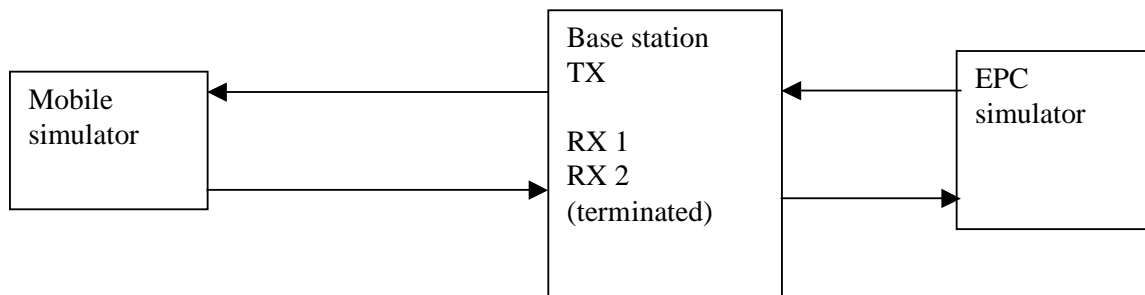 Mobile
simulator
Base station
TX
RX 1
RX 2
(terminated)
EPC
simulator